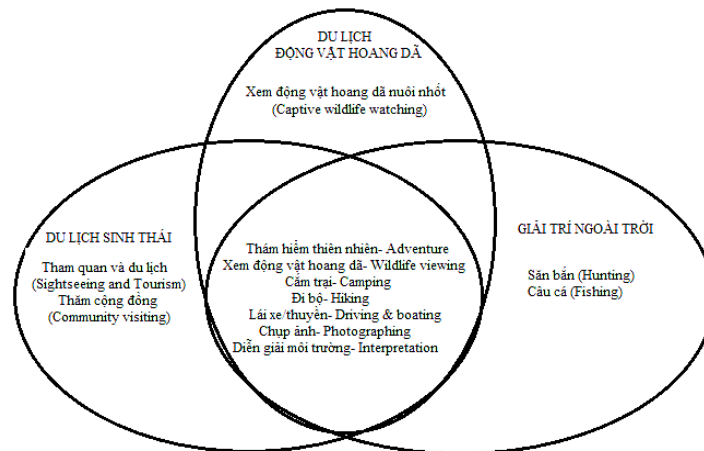 DU LỊCH
ĐỘNG VẬT HOANG DÃ
Xem động vật hoang dã nuôi nhốt
(Captive wildlife watching)
DU LỊCH SINH THÁI
Tham quan và du lịch
(Sightseeing and Tourism)
Thăm cộng đồng
(Community visiting)
Thám hiểm thiên nhiên- Adventure
Xem động vật hoang dã- Wildlife viewing
Cắm trại- Camping
Đi bộ- Hiking
Lái xe/thuyền- Driving & boating
Chụp ảnh- Photographing
Diễn giải môi trường- Interpretation
GIẢI TRÍ NGOÀI TRỜI
Săn bắn (Hunting)
Câu cá (Fishing)